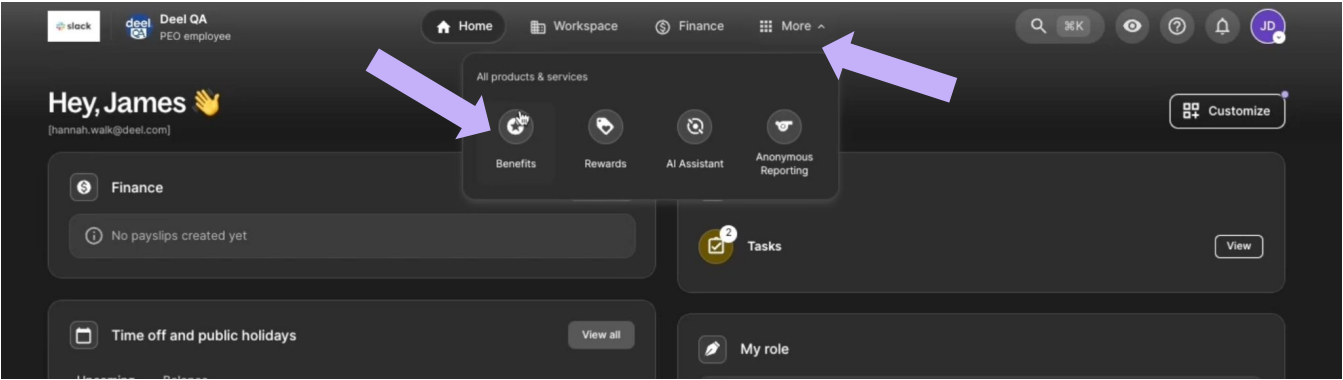 slack
deel.
QA
Deel QA
PEO employee
Home
Workspace
Finance
More
⌘K
JD
All products & services
Benefits
Rewards
AI Assistant
Anonymous
Reporting
Hey, James 👋
[hannah.walk@deel.com]
Customize
Finance
No payslips created yet
2
Tasks
View
Time off and public holidays
View all
My role